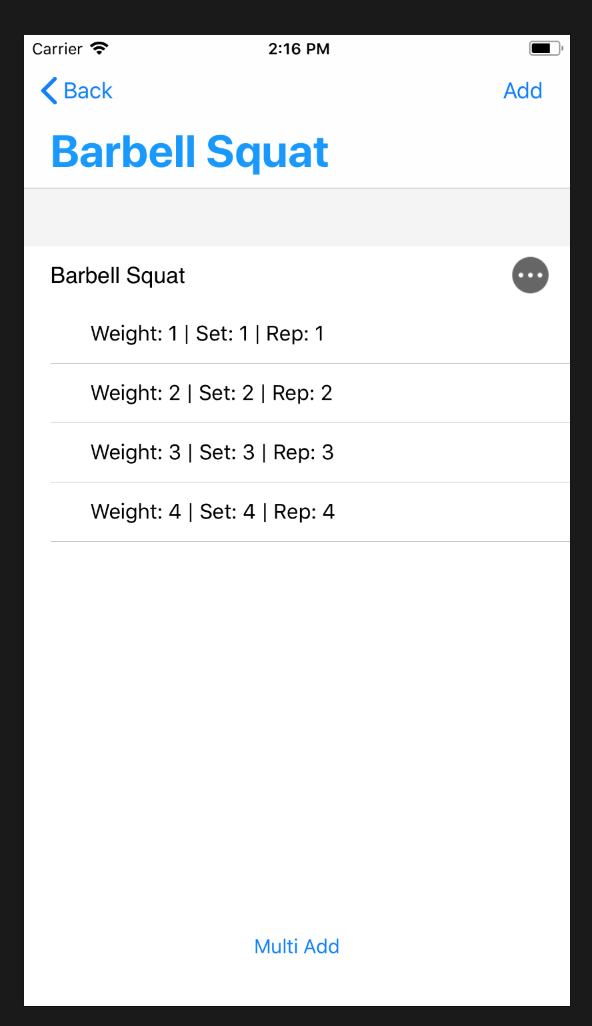 Carrier 2:16 PM
Back Add
Barbell Squat
Barbell Squat
Weight: 1 | Set: 1 | Rep: 1
Weight: 2 | Set: 2 | Rep: 2
Weight: 3 | Set: 3 | Rep: 3
Weight: 4 | Set: 4 | Rep: 4
Multi Add